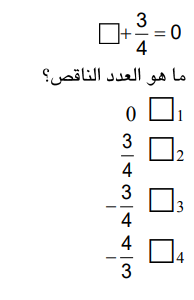 □ + 3/4 = 0
ما هو العدد الناقص؟
0 □1
3/4 □2
-3/4 □3
-4/3 □4